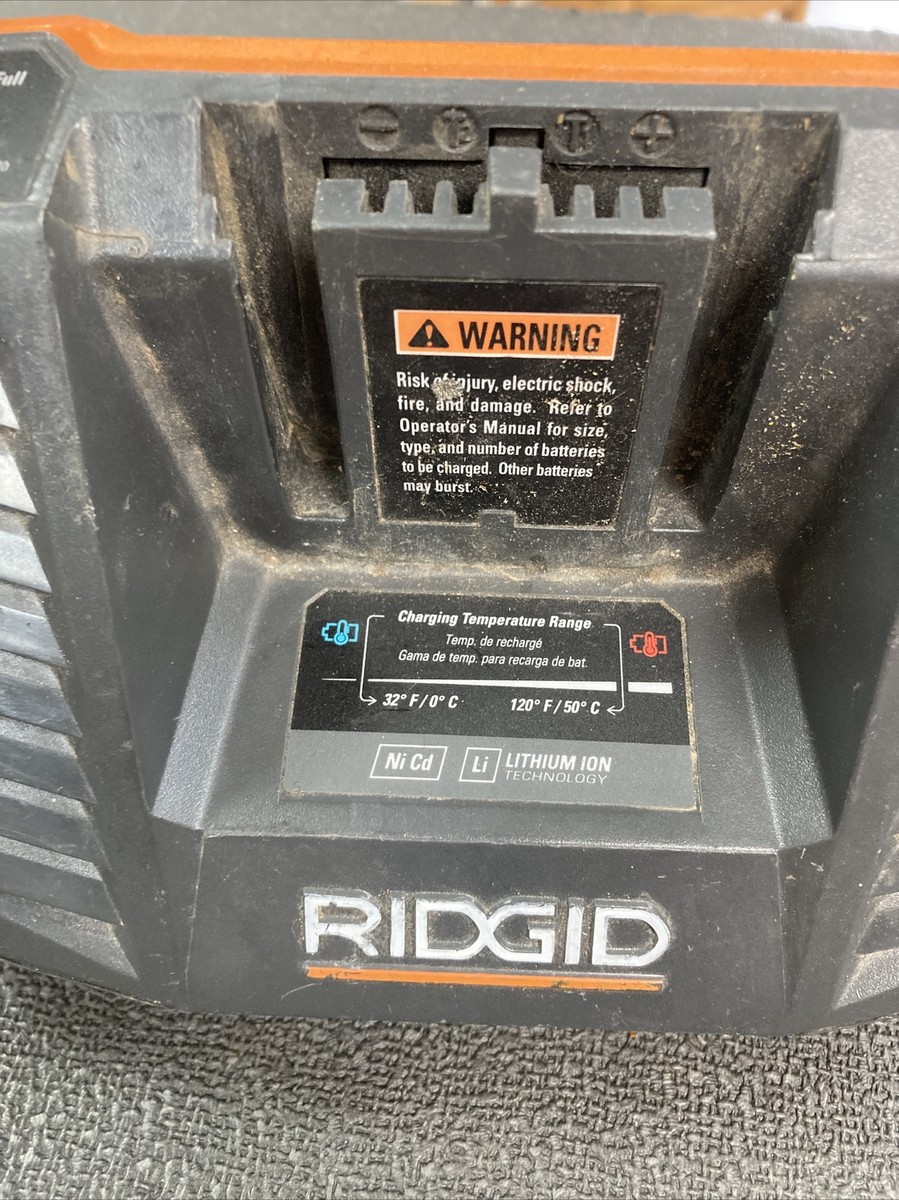 Full
− T2 T1 +
WARNING
Risk of injury, electric shock,
fire, and damage. Refer to
Operator's Manual for size,
type, and number of batteries
to be charged. Other batteries
may burst.
Charging Temperature Range
Temp. de rechargé
Gama de temp. para recarga de bat.
32° F/0° C 120° F/50° C
Ni Cd Li LITHIUM ION
TECHNOLOGY
RIDGID